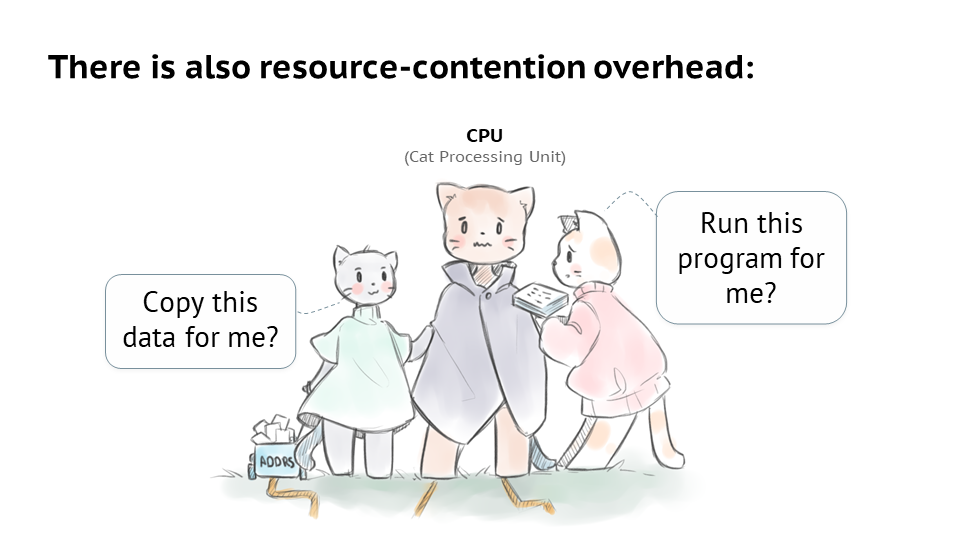 There is also resource-contention overhead:
CPU
(Cat Processing Unit)
Run this
program for
me?
Copy this
data for me?
ADDRS